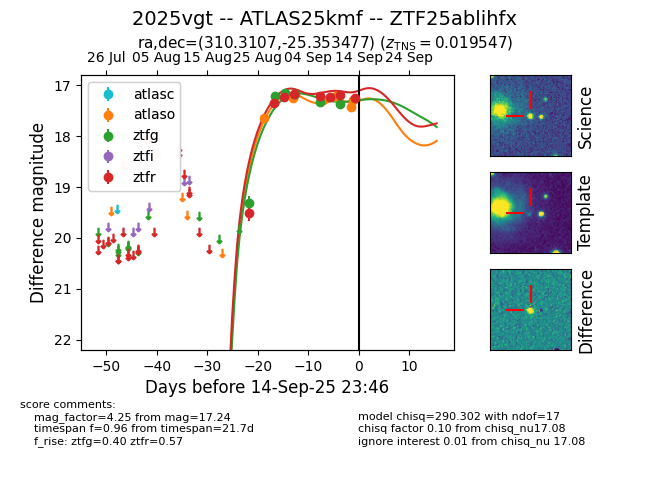 2025vgt -- ATLAS25kmf -- ZTF25ablihfx
ra,dec=(310.3107,-25.353477) (zTNS = 0.019547)
26 Jul 05 Aug 15 Aug 25 Aug 04 Sep 14 Sep 24 Sep
17
18
19
20
21
22
Difference magnitude
atlasc
atlaso
ztfg
ztfi
ztfr
−50 −40 −30 −20 −10 0 10
Days before 14-Sep-25 23:46
Science
Template
Difference
score comments:
mag_factor=4.25 from mag=17.24
timespan f=0.96 from timespan=21.7d
f_rise: ztfg=0.40 ztfr=0.57
model chisq=290.302 with ndof=17
chisq factor 0.10 from chisq_nu17.08
ignore interest 0.01 from chisq_nu 17.08